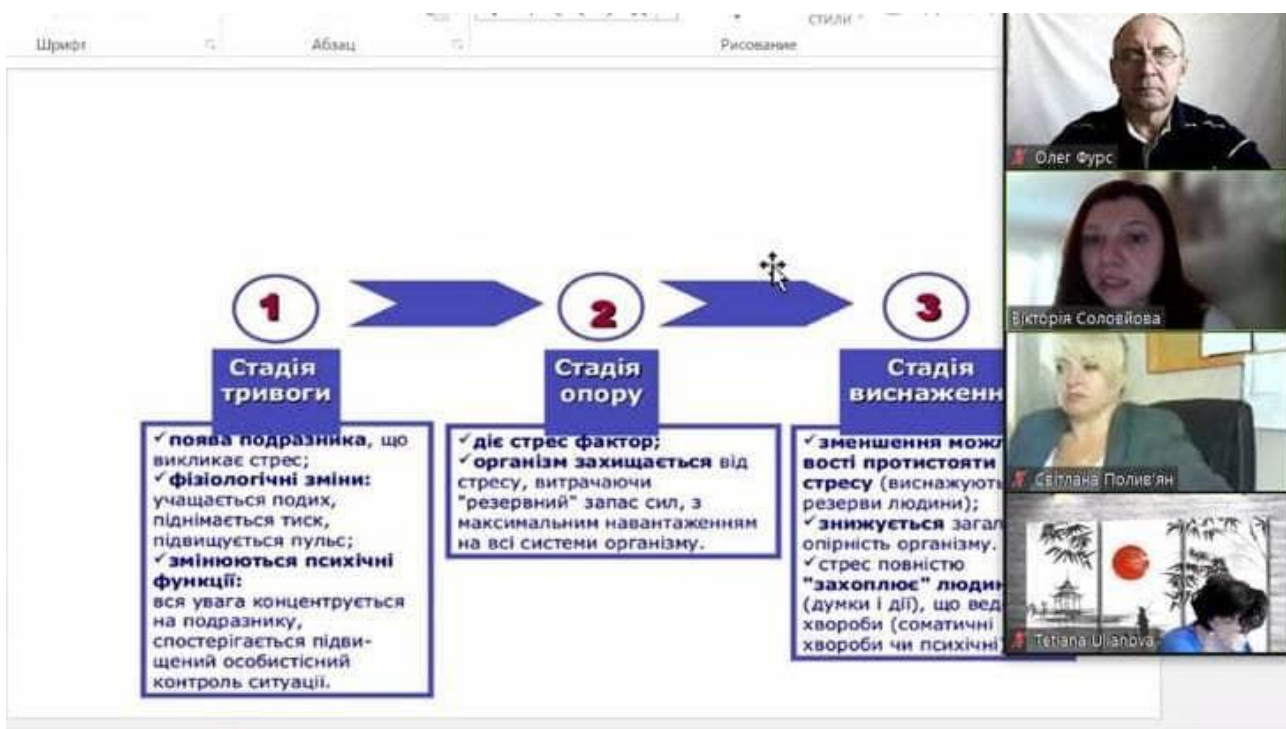 Шрифт
Абзац
Рисование
стили
1
2
3
Стадія
тривоги
поява подразника, що
викликає стрес;
фізіологічні зміни:
учащається подих,
піднімається тиск,
підвищується пульс;
змінюються психічні
функції:
вся увага концентрується
на подразнику,
спостерігається підви-
щений особистісний
контроль ситуації.
Стадія
опору
діє стрес фактор;
організм захищається від
стресу, витрачаючи
"резервний" запас сил, з
максимальним навантаженням
на всі системи організму.
Стадія
виснаженн
зменшення можл
вості протистояти
стресу (виснажують
резерви людини);
знижується загал
опірність організму.
стрес повністю
"захоплює" людин
(думки і дії), що вед
хвороби (соматичні
хвороби чи психічні)
Олег Фурс
Вікторія Соловйова
Світлана Полив'ян
Tetiana Ulianova